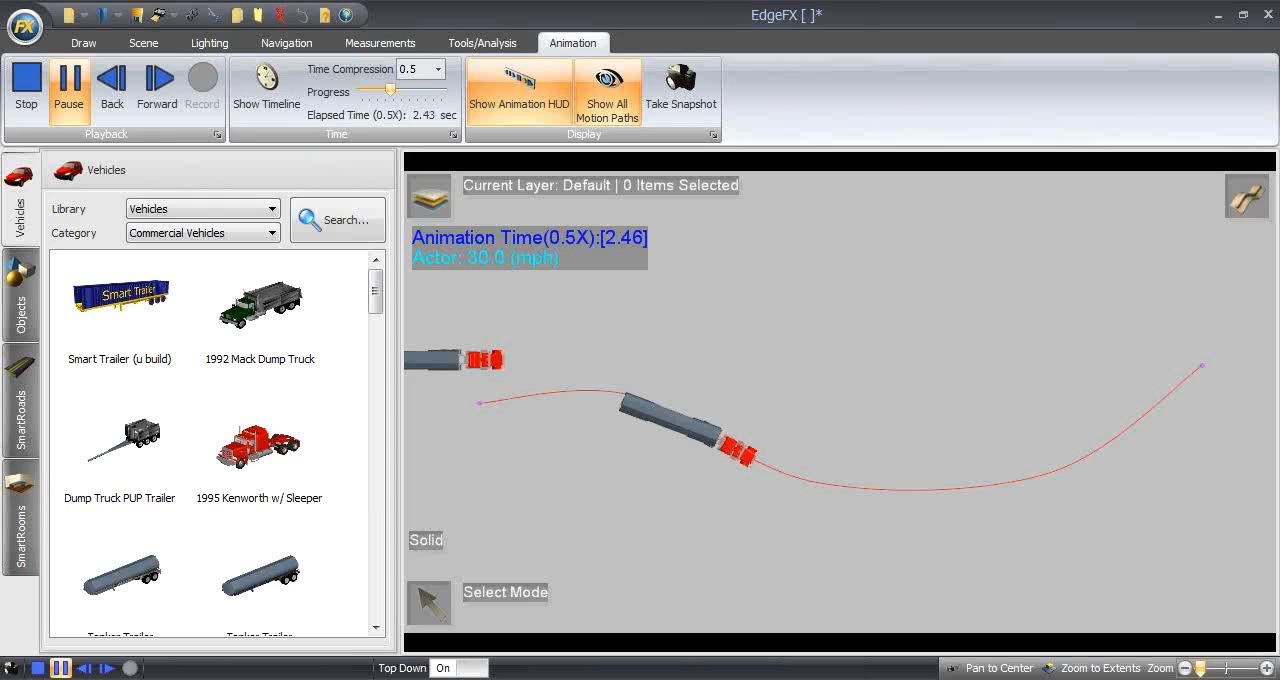 EdgeFX [ ]*
FX
Draw
Scene
Lighting
Navigation
Measurements
Tools/Analysis
Animation
Stop
Pause
Back
Forward
Record
Playback
Show Timeline
Time Compression 0.5
Progress
Elapsed Time (0.5X): 2.43 sec
Time
Show Animation HUD
Show All
Motion Paths
Take Snapshot
Display
Vehicles
Objects
SmartRoads
SmartRooms
Vehicles
Library
Vehicles
Category
Commercial Vehicles
Search...
Smart Trailer
Smart Trailer (u build)
1992 Mack Dump Truck
Dump Truck PUP Trailer
1995 Kenworth w/ Sleeper
Tanker Trailer
Tanker Trailer
Current Layer: Default | 0 Items Selected
Animation Time(0.5X):[2.46]
Actor: 30.0 (mph)
Solid
Select Mode
Top Down
On
Pan to Center
Zoom to Extents
Zoom